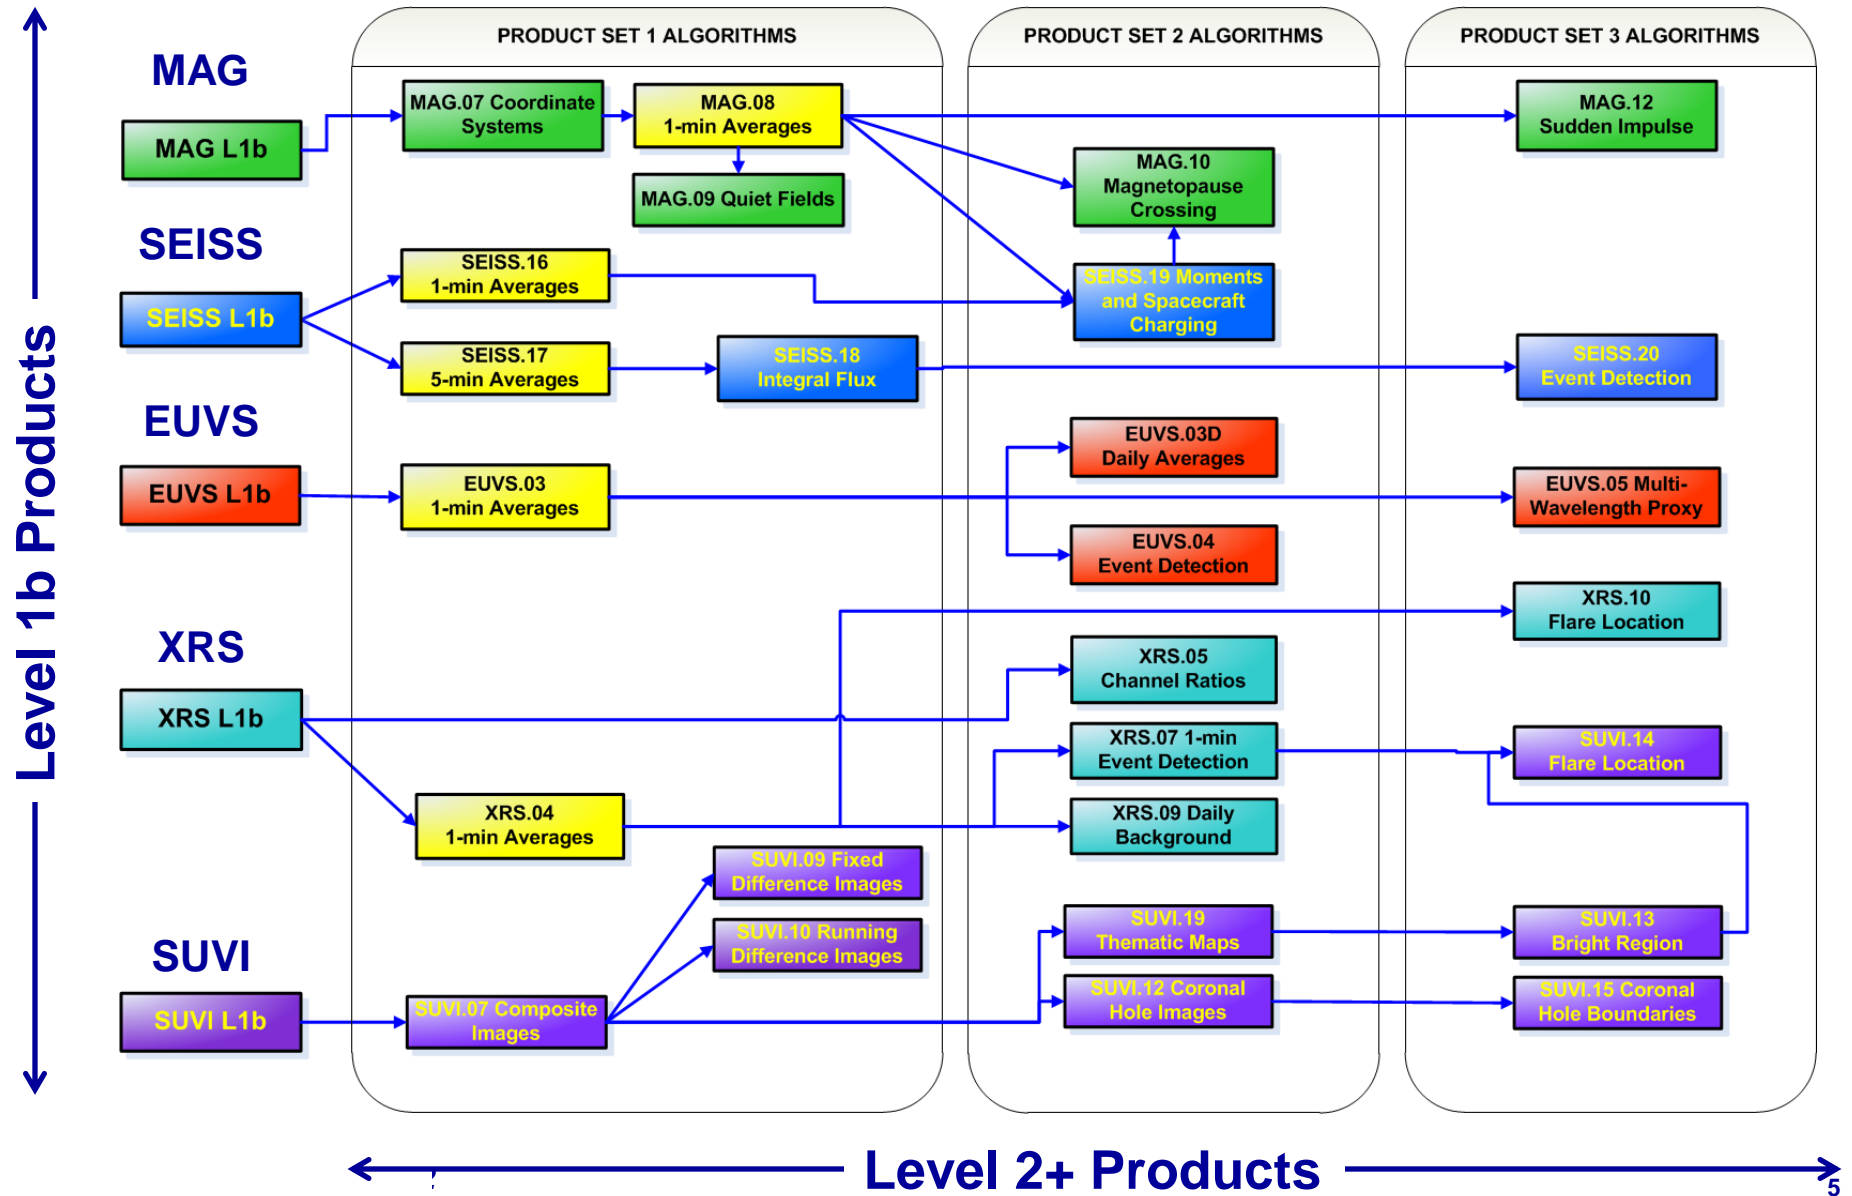 PRODUCT SET 1 ALGORITHMS
PRODUCT SET 2 ALGORITHMS
PRODUCT SET 3 ALGORITHMS
Level 1b Products
MAG
MAG L1b
MAG.07 Coordinate
Systems
MAG.08
1-min Averages
MAG.09 Quiet Fields
MAG.10
Magnetopause
Crossing
MAG.12
Sudden Impulse
SEISS
SEISS L1b
SEISS.16
1-min Averages
SEISS.17
5-min Averages
SEISS.18
Integral Flux
SEISS.19 Moments
and Spacecraft
Charging
SEISS.20
Event Detection
EUVS
EUVS L1b
EUVS.03
1-min Averages
EUVS.03D
Daily Averages
EUVS.04
Event Detection
EUVS.05 Multi-
Wavelength Proxy
XRS
XRS L1b
XRS.04
1-min Averages
XRS.05
Channel Ratios
XRS.07 1-min
Event Detection
XRS.09 Daily
Background
XRS.10
Flare Location
SUVI.14
Flare Location
SUVI
SUVI L1b
SUVI.07 Composite
Images
SUVI.09 Fixed
Difference Images
SUVI.10 Running
Difference Images
SUVI.19
Thematic Maps
SUVI.12 Coronal
Hole Images
SUVI.13
Bright Region
SUVI.15 Coronal
Hole Boundaries
Level 2+ Products
5